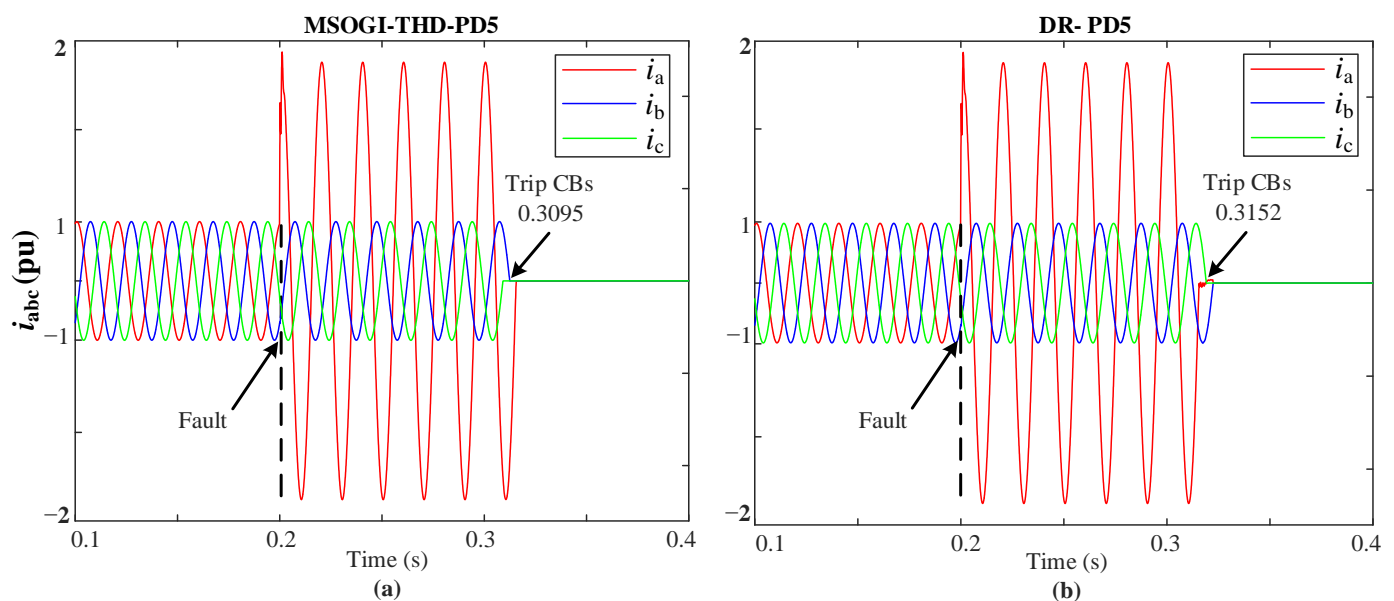 MSOGI-THD-PD5
2
1
−1
−2
i_abc (pu)
i_a
i_b
i_c
Trip CBs
0.3095
Fault
0.1
0.2
0.3
0.4
Time (s)
(a)
DR- PD5
2
1
−1
−2
i_a
i_b
i_c
Trip CBs
0.3152
Fault
0.1
0.2
0.3
0.4
Time (s)
(b)